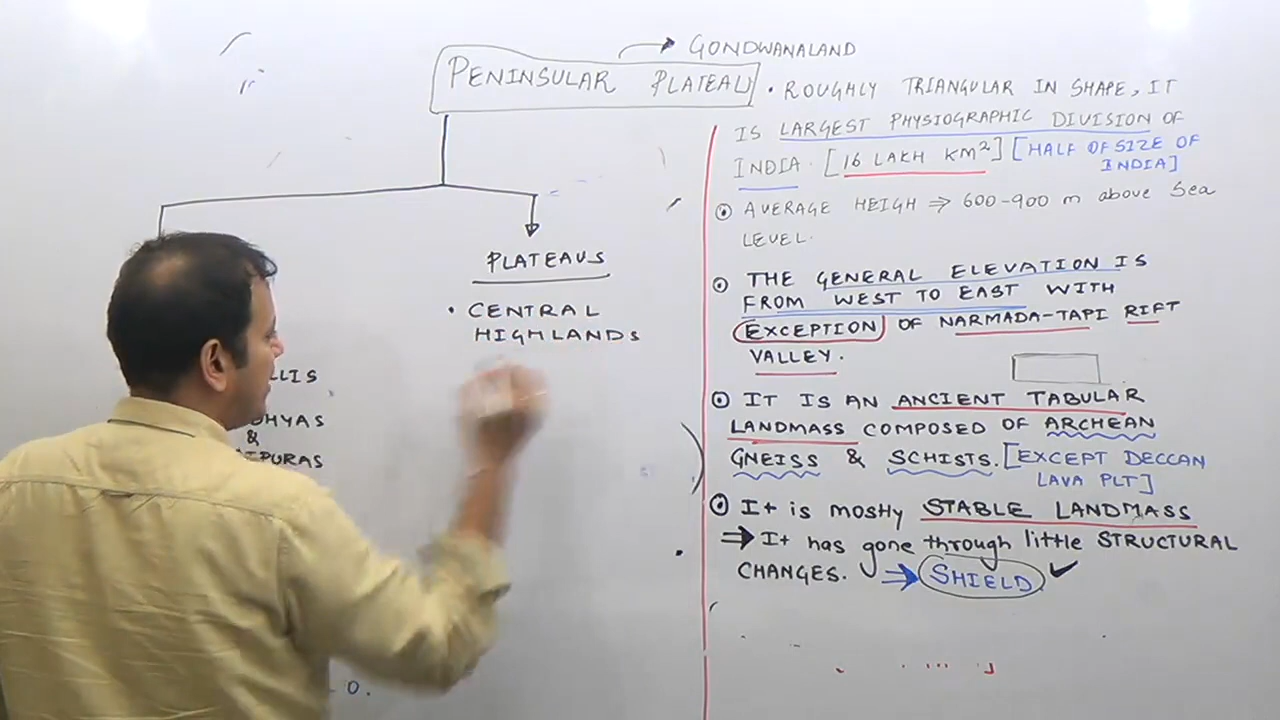 GONDWANALAND
PENINSULAR PLATEAU
• ROUGHLY TRIANGULAR IN SHAPE, IT
IS LARGEST PHYSIOGRAPHIC DIVISION OF
INDIA. [16 LAKH KM²] [HALF OF SIZE OF
INDIA]
AVERAGE HEIGH ⇒ 600-900 m above Sea
LEVEL.
THE GENERAL ELEVATION IS
FROM WEST TO EAST WITH
EXCEPTION OF NARMADA-TAPI RIFT
VALLEY.
IT IS AN ANCIENT TABULAR
LANDMASS COMPOSED OF ARCHEAN
GNEISS & SCHISTS. [EXCEPT DECCAN
LAVA PLT]
It is mostly STABLE LANDMASS
⇒ It has gone through little STRUCTURAL
CHANGES. ⇒ SHIELD ✓
PLATEAUS
• CENTRAL
HIGHLANDS
LLIS
DHYAS
&
PURAS
O.